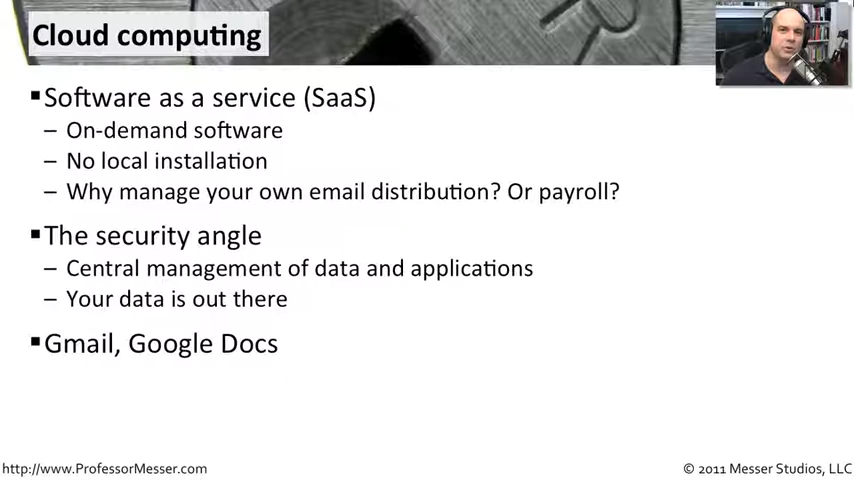 Cloud computing
▪Software as a service (SaaS)
– On-demand software
– No local installation
– Why manage your own email distribution? Or payroll?
▪The security angle
– Central management of data and applications
– Your data is out there
▪Gmail, Google Docs
http://www.ProfessorMesser.com
© 2011 Messer Studios, LLC